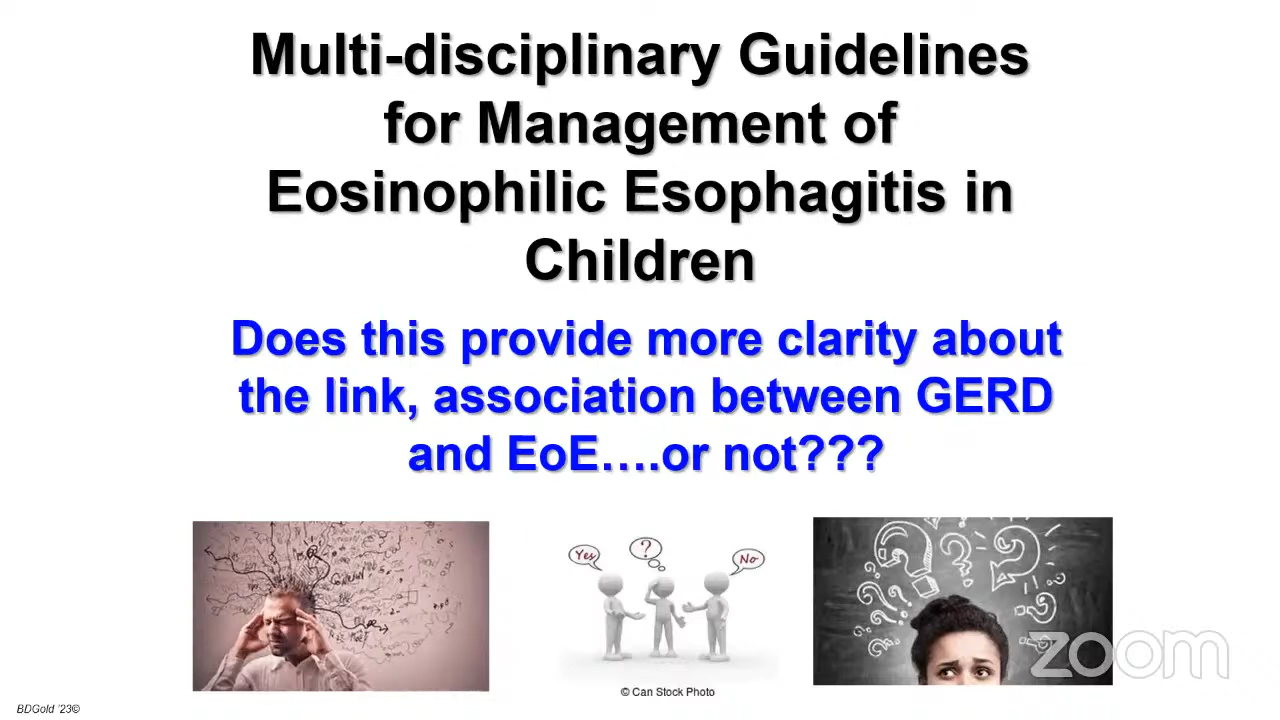 Multi-disciplinary Guidelines
for Management of
Eosinophilic Esophagitis in
Children
Does this provide more clarity about
the link, association between GERD
and EoE….or not???
Yes
?
No
© Can Stock Photo
zoom
BDGold ’23©